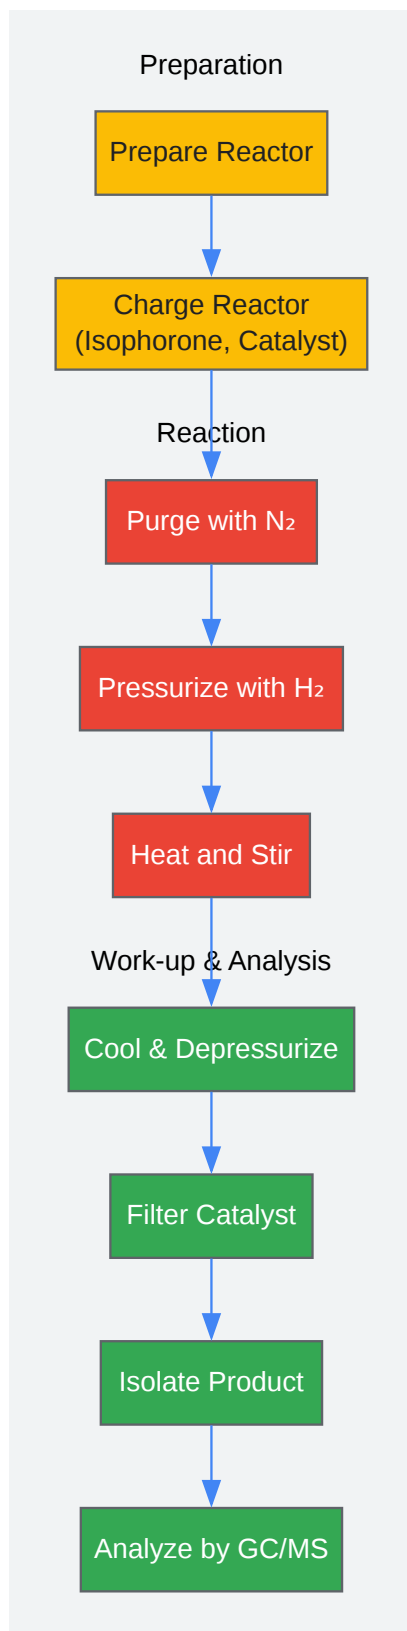 Preparation
Prepare Reactor
Charge Reactor
(Isophorone, Catalyst)
Reaction
Purge with N₂
Pressurize with H₂
Heat and Stir
Work-up & Analysis
Cool & Depressurize
Filter Catalyst
Isolate Product
Analyze by GC/MS